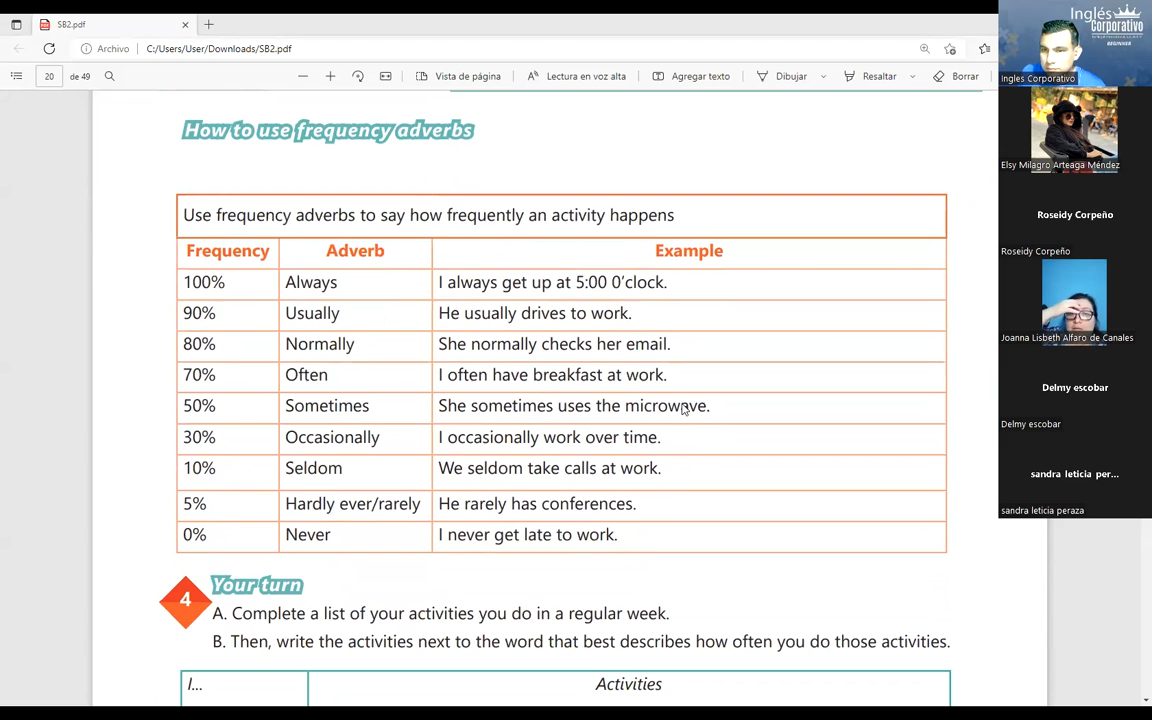 SB2.pdf
Archivo C:/Users/User/Downloads/SB2.pdf
20 de 49 Vista de página Lectura en voz alta Agregar texto Dibujar Resaltar Borrar
How to use frequency adverbs
Use frequency adverbs to say how frequently an activity happens
Frequency Adverb Example
100% Always I always get up at 5:00 0’clock.
90% Usually He usually drives to work.
80% Normally She normally checks her email.
70% Often I often have breakfast at work.
50% Sometimes She sometimes uses the microwave.
30% Occasionally I occasionally work over time.
10% Seldom We seldom take calls at work.
5% Hardly ever/rarely He rarely has conferences.
0% Never I never get late to work.
4 Your turn
A. Complete a list of your activities you do in a regular week.
B. Then, write the activities next to the word that best describes how often you do those activities.
I... Activities
Inglés
Corporativo
BEGINNER
Ingles Corporativo
Elsy Milagro Arteaga Méndez
Roseidy Corpeño
Roseidy Corpeño
Joanna Lisbeth Alfaro de Canales
Delmy escobar
Delmy escobar
sandra leticia per...
sandra leticia peraza